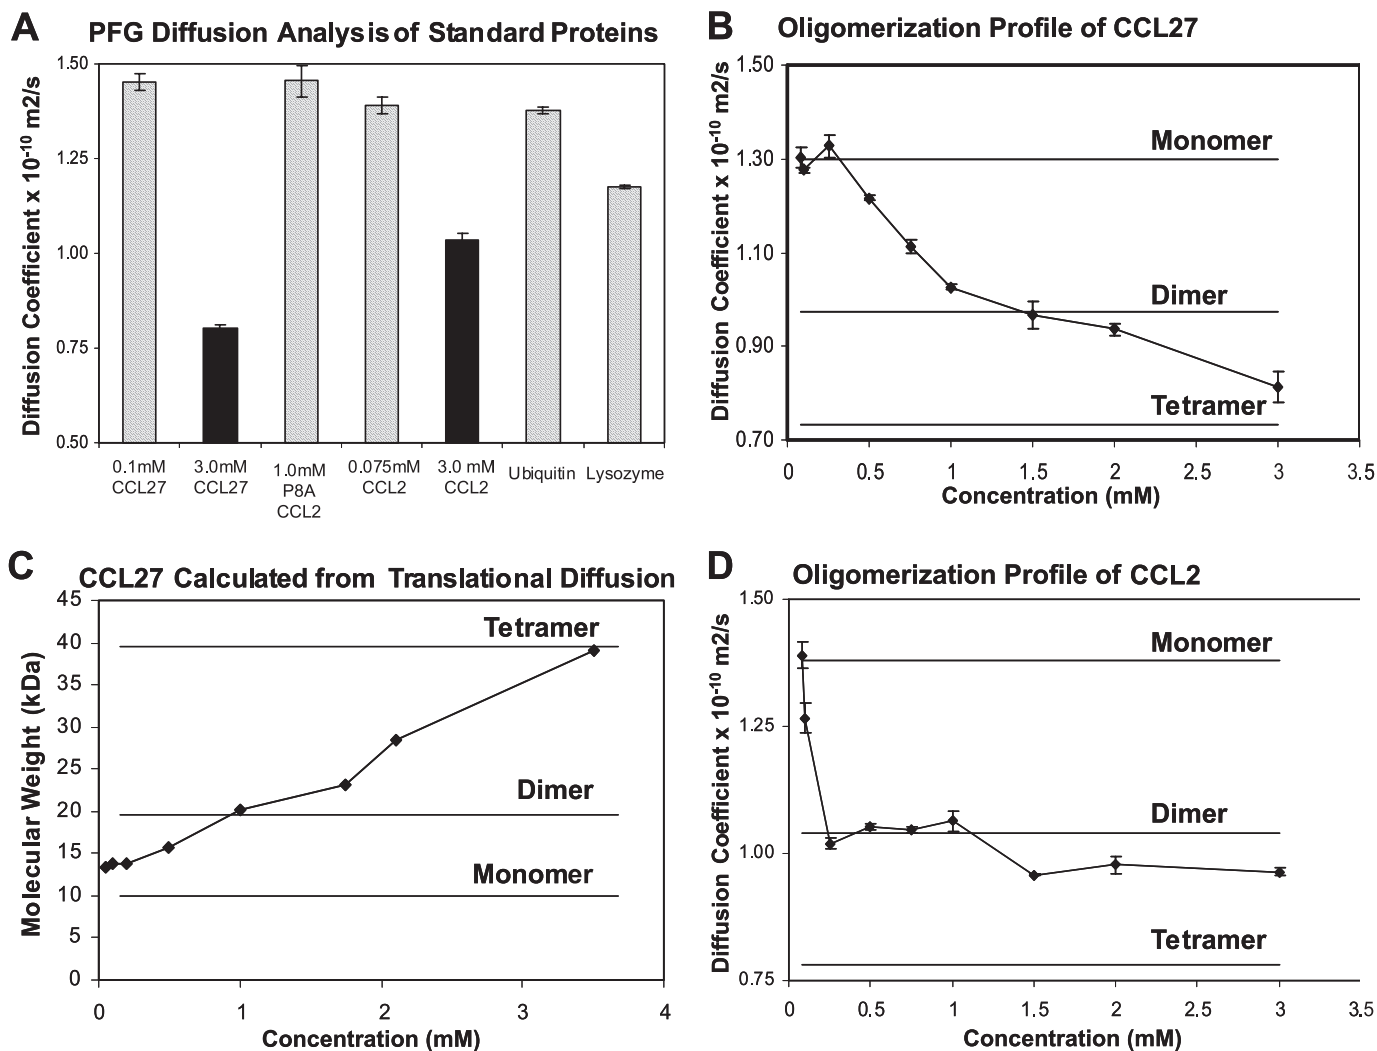 A PFG Diffusion Analysis of Standard Proteins
Diffusion Coefficient x 10⁻¹⁰ m2/s
1.50
1.25
1.00
0.75
0.50
0.1mM CCL27
3.0mM CCL27
1.0mM P8A CCL2
0.075mM CCL2
3.0 mM CCL2
Ubiquitin
Lysozyme
B Oligomerization Profile of CCL27
Diffusion Coefficient x 10⁻¹⁰ m2/s
1.50
1.30
1.10
0.90
0.70
Monomer
Dimer
Tetramer
0 0.5 1 1.5 2 2.5 3 3.5
Concentration (mM)
C CCL27 Calculated from Translational Diffusion
Molecular Weight (kDa)
45
40
35
30
25
20
15
10
5
0
Tetramer
Dimer
Monomer
0 1 2 3 4
Concentration (mM)
D Oligomerization Profile of CCL2
Diffusion Coefficient x 10⁻¹⁰ m2/s
1.50
1.25
1.00
0.75
Monomer
Dimer
Tetramer
0 0.5 1 1.5 2 2.5 3 3.5
Concentration (mM)